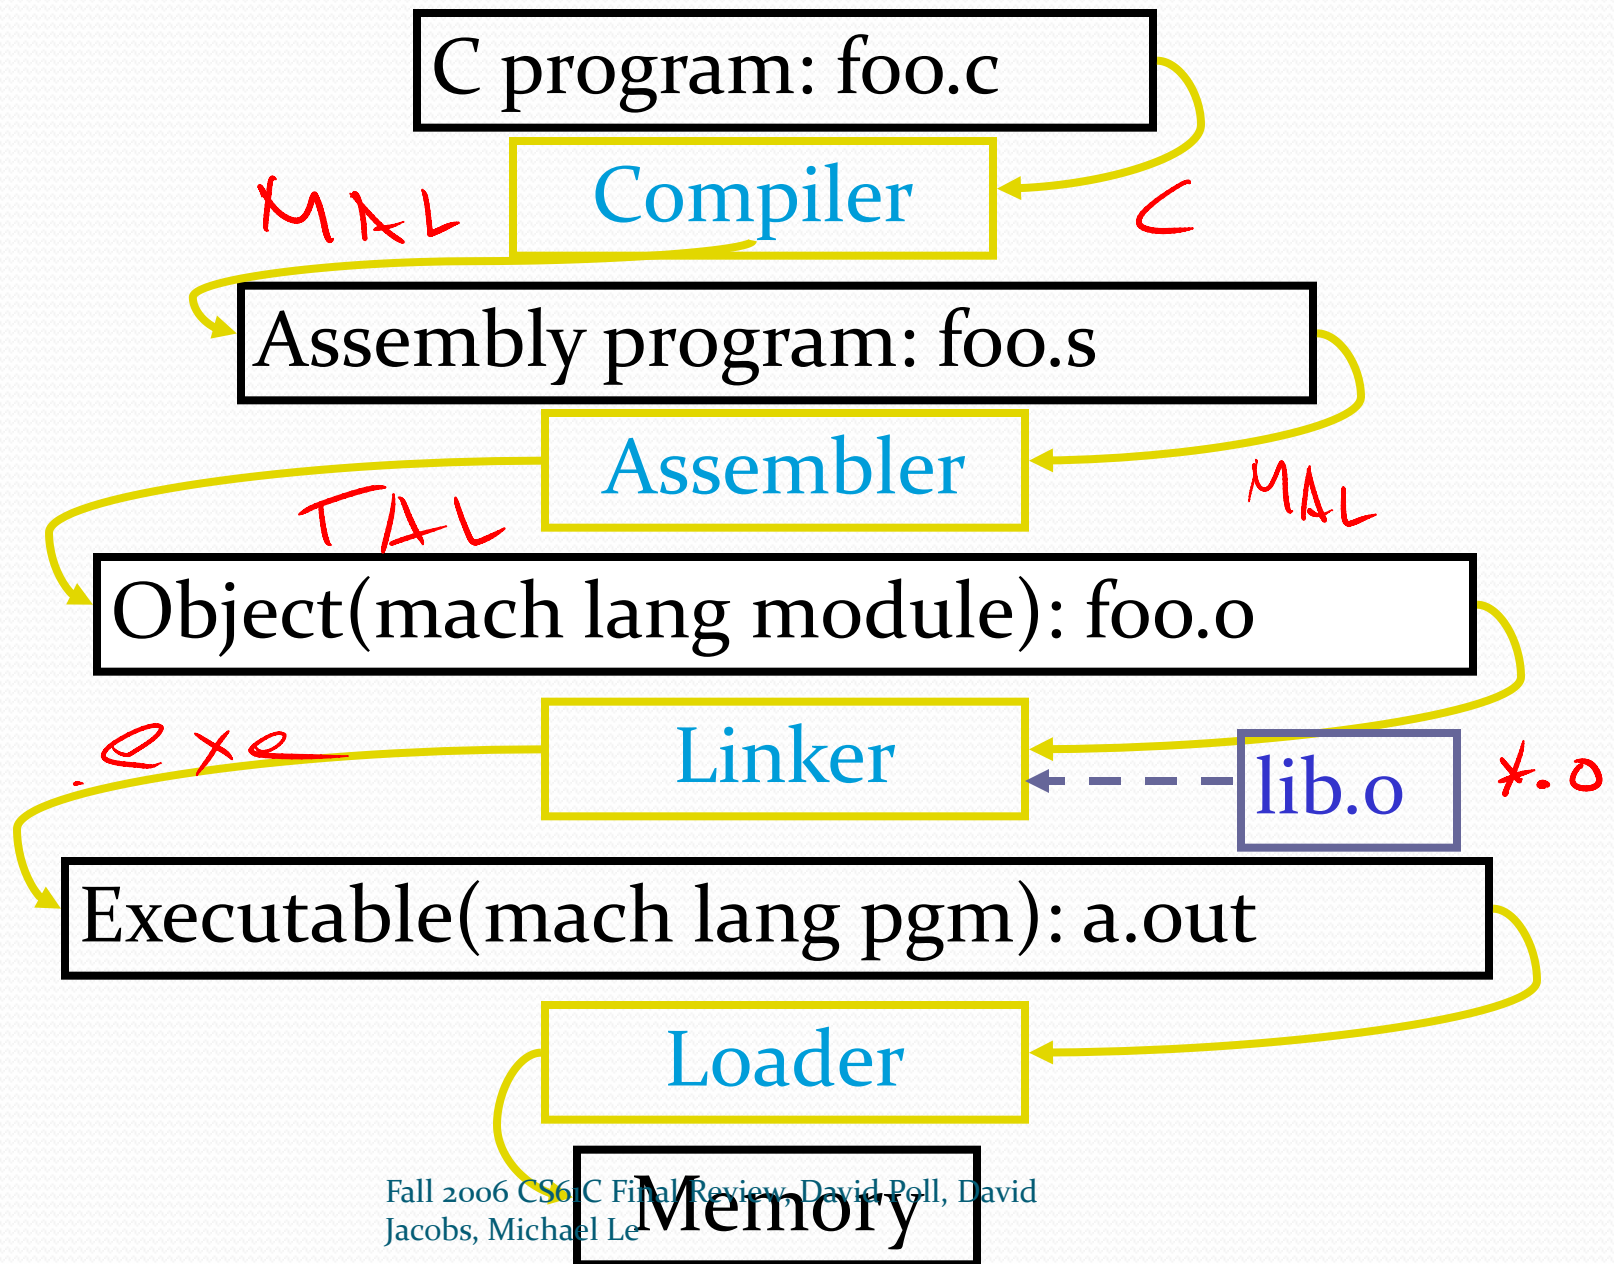 C program: foo.c
Compiler
MAL
C
Assembly program: foo.s
Assembler
MAL
TAL
Object(mach lang module): foo.o
Linker
.exe
lib.o
*.o
Executable(mach lang pgm): a.out
Loader
Memory
Fall 2006 CS61C Final Review, David Poll, David
Jacobs, Michael Le